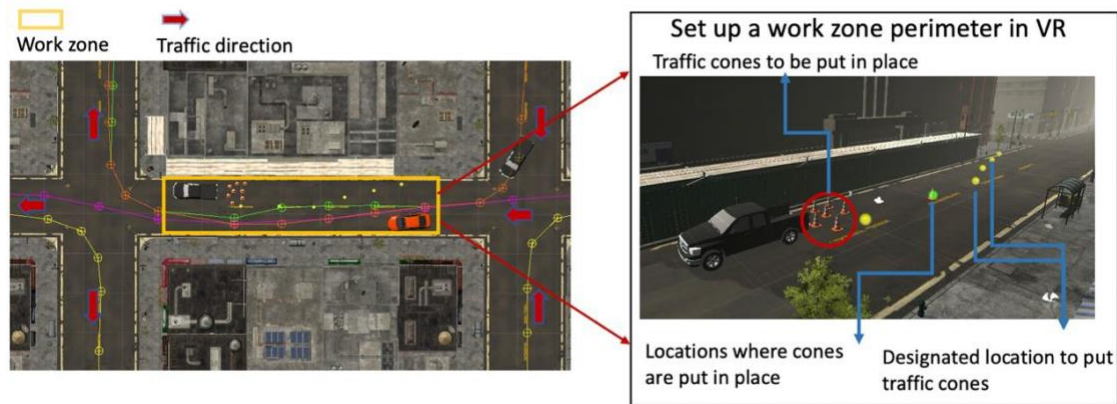 Work zone
Traffic direction
Set up a work zone perimeter in VR
Traffic cones to be put in place
Locations where cones
are put in place
Designated location to put
traffic cones